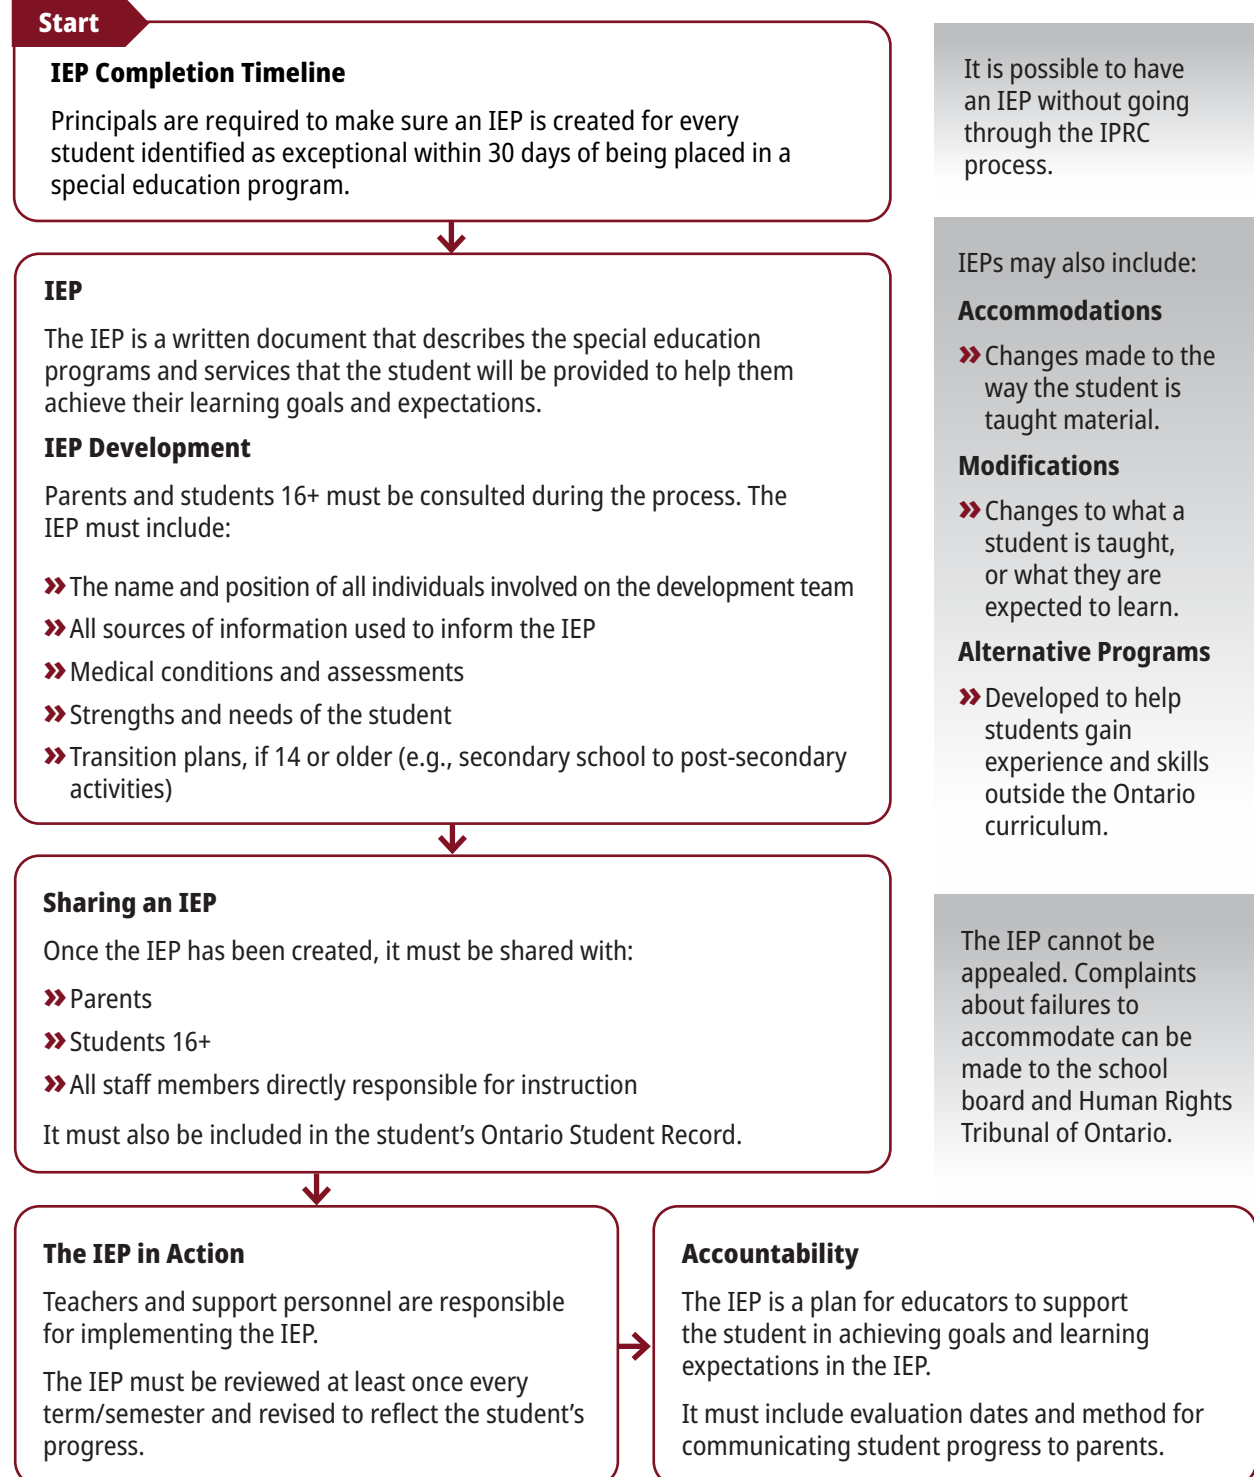 Start
IEP Completion Timeline
Principals are required to make sure an IEP is created for every
student identified as exceptional within 30 days of being placed in a
special education program.
It is possible to have
an IEP without going
through the IPRC
process.
IEP
The IEP is a written document that describes the special education
programs and services that the student will be provided to help them
achieve their learning goals and expectations.
IEP Development
Parents and students 16+ must be consulted during the process. The
IEP must include:
» The name and position of all individuals involved on the development team
» All sources of information used to inform the IEP
» Medical conditions and assessments
» Strengths and needs of the student
» Transition plans, if 14 or older (e.g., secondary school to post-secondary
activities)
IEPs may also include:
Accommodations
» Changes made to the
way the student is
taught material.
Modifications
» Changes to what a
student is taught,
or what they are
expected to learn.
Alternative Programs
» Developed to help
students gain
experience and skills
outside the Ontario
curriculum.
Sharing an IEP
Once the IEP has been created, it must be shared with:
» Parents
» Students 16+
» All staff members directly responsible for instruction
It must also be included in the student's Ontario Student Record.
The IEP cannot be
appealed. Complaints
about failures to
accommodate can be
made to the school
board and Human Rights
Tribunal of Ontario.
The IEP in Action
Teachers and support personnel are responsible
for implementing the IEP.
The IEP must be reviewed at least once every
term/semester and revised to reflect the student's
progress.
Accountability
The IEP is a plan for educators to support
the student in achieving goals and learning
expectations in the IEP.
It must include evaluation dates and method for
communicating student progress to parents.